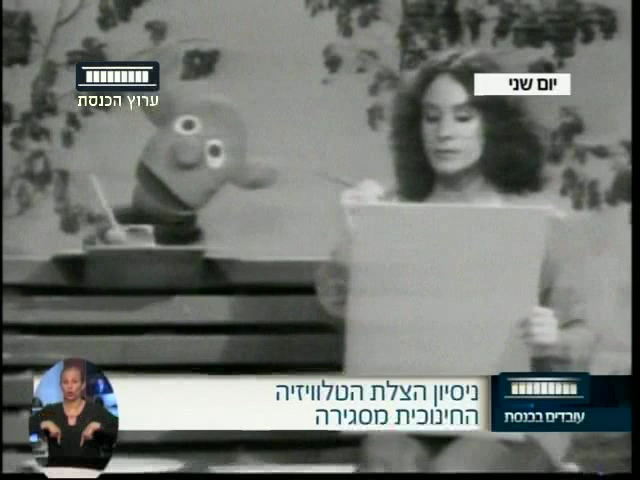 ערוץ הכנסת
יום שני
ניסיון הצלת הטלוויזיה
החינוכית מסגירה
עובדים בכנסת